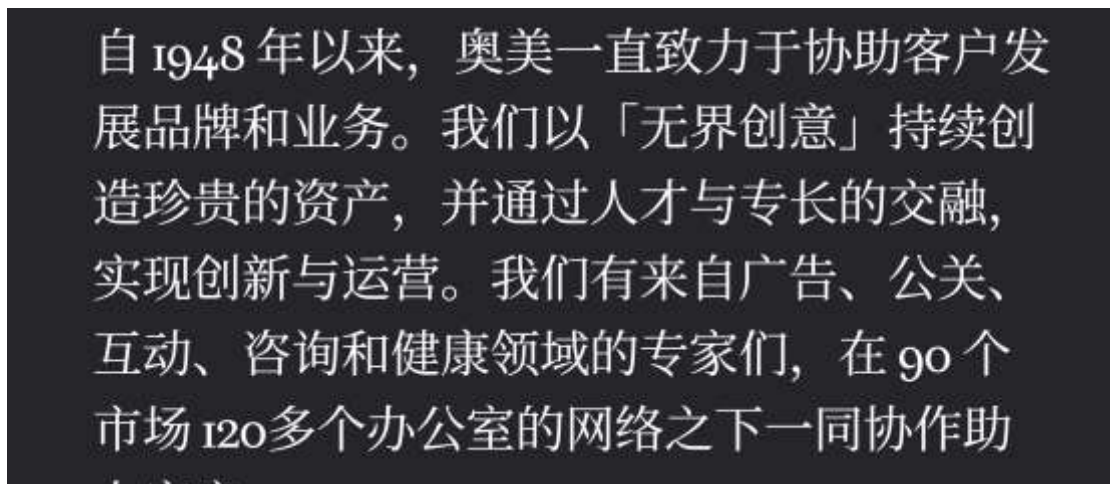 自 1948 年以来，奥美一直致力于协助客户发
展品牌和业务。我们以「无界创意」持续创
造珍贵的资产，并通过人才与专长的交融，
实现创新与运营。我们有来自广告、公关、
互动、咨询和健康领域的专家们，在 90 个
市场 120多个办公室的网络之下一同协作助